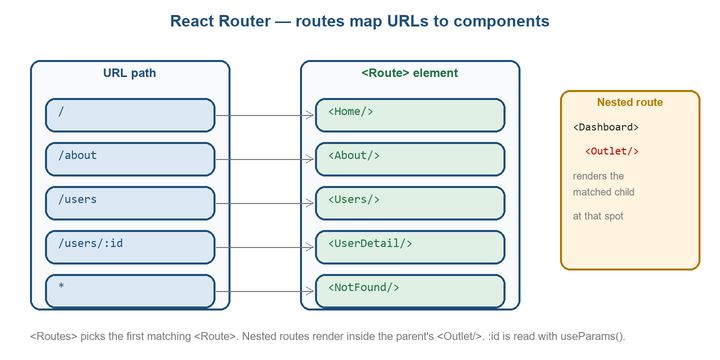 React Router — routes map URLs to components
URL path
/
/about
/users
/users/:id
*
<Route> element
<Home/>
<About/>
<Users/>
<UserDetail/>
<NotFound/>
Nested route
<Dashboard>
<Outlet/>
renders the
matched child
at that spot
<Routes> picks the first matching <Route>. Nested routes render inside the parent's <Outlet/>. :id is read with useParams().